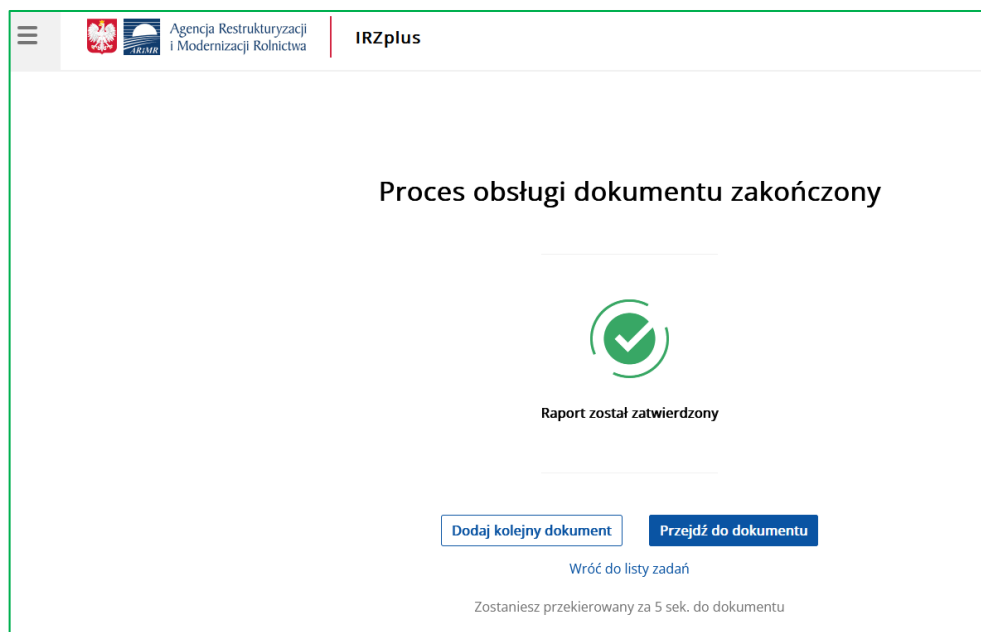 Agencja Restrukturyzacji
i Modernizacji Rolnictwa
ARiMR
IRZplus
Proces obsługi dokumentu zakończony
Raport został zatwierdzony
Dodaj kolejny dokument
Przejdź do dokumentu
Wróć do listy zadań
Zostaniesz przekierowany za 5 sek. do dokumentu